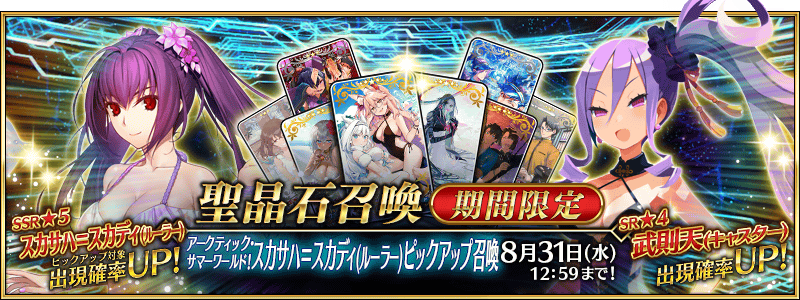 聖晶石召喚
期間限定
SSR★5
スカサハ=スカディ(ルーラー)
ピックアップ対象
出現確率UP!
アークティック・
サマーワールド!
スカサハ=スカディ(ルーラー)ピックアップ召喚
8月31日(水)
12:59まで!
SR★4
武則天(キャスター)
出現確率UP!